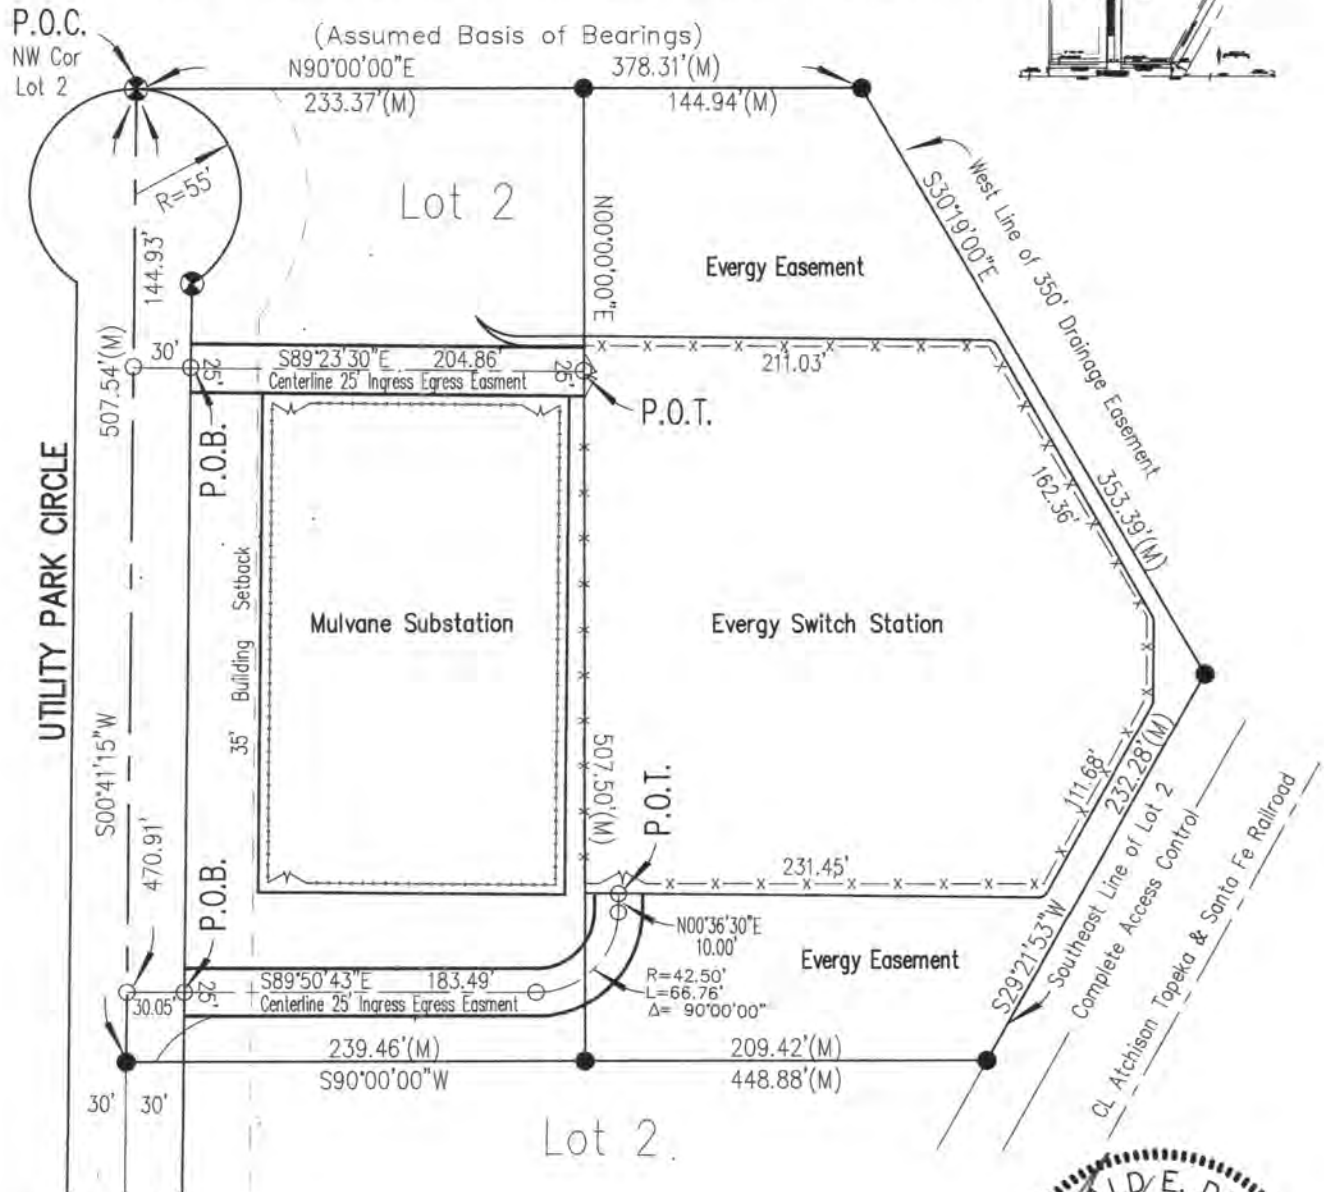 P.O.C.
NW Cor
Lot 2
(Assumed Basis of Bearings)
N90°00'00"E
378.31'(M)
233.37'(M)
144.94'(M)
R=55'
Lot 2
144.93'
N00°00'00"E
Evergy Easement
S30°19'00"E
West Line of 350' Drainage Easement
507.54'(M)
30'
25'
S89°23'30"E 204.86'
Centerline 25' Ingress Egress Easment
25'
211.03'
P.O.B.
P.O.T.
162.36'
353.39'(M)
UTILITY PARK CIRCLE
35' Building Setback
Mulvane Substation
Evergy Switch Station
S00°41'15"W
507.50'(M)
P.O.T.
111.68'
232.28'(M)
470.91'
P.O.B.
231.45'
N00°36'30"E
10.00'
Evergy Easement
S29°21'53"W
Southeast Line of Lot 2
Complete Access Control
CL Atchison Topeka & Santa Fe Railroad
S89°50'43"E 183.49'
Centerline 25' Ingress Egress Easment
30.05'
25'
R=42.50'
L=66.76'
Δ= 90°00'00"
239.46'(M)
209.42'(M)
S90°00'00"W
448.88'(M)
30' 30'
Lot 2